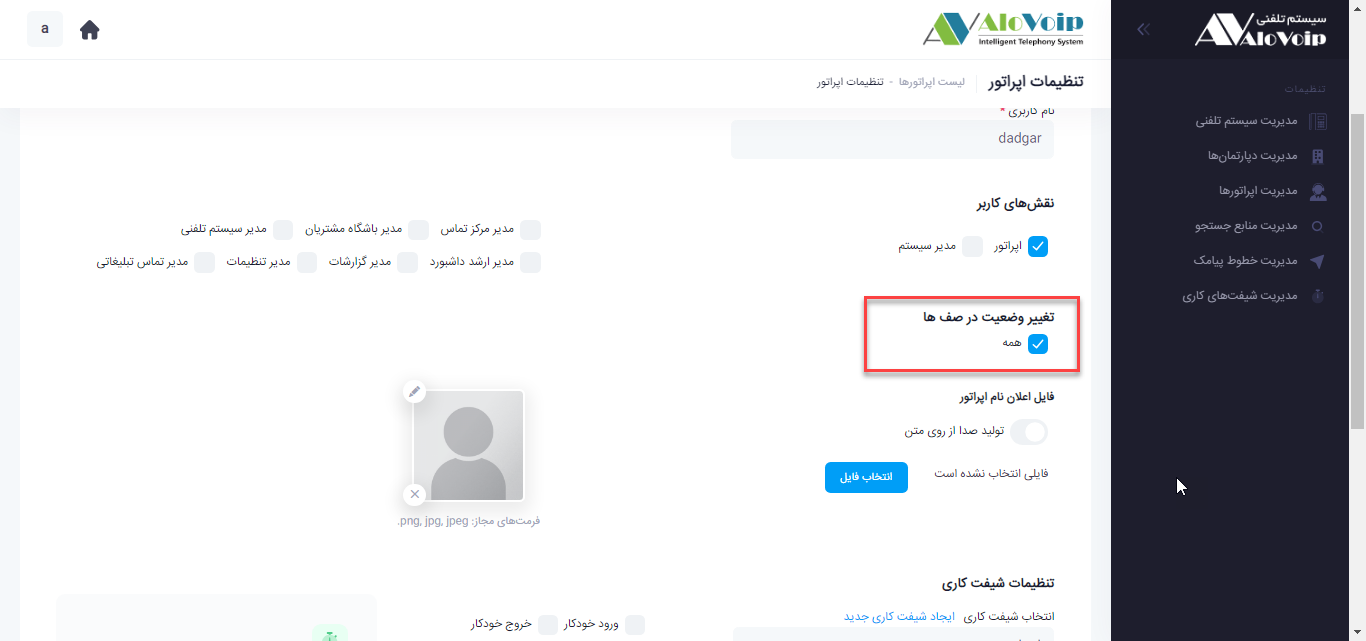 سیستم تلفنی
AloVoip
تنظیمات
مدیریت سیستم تلفنی
مدیریت دپارتمان‌ها
مدیریت اپراتورها
مدیریت منابع جستجو
مدیریت خطوط پیامک
مدیریت شیفت‌های کاری
AloVoip
Intelligent Telephony System
a
تنظیمات اپراتور
لیست اپراتورها - تنظیمات اپراتور
نام کاربری *
dadgar
نقش‌های کاربر
اپراتور مدیر سیستم
مدیر مرکز تماس مدیر باشگاه مشتریان مدیر سیستم تلفنی
مدیر ارشد داشبورد مدیر گزارشات مدیر تنظیمات مدیر تماس تبلیغاتی
تغییر وضعیت در صف ها
همه
فایل اعلان نام اپراتور
تولید صدا از روی متن
فایلی انتخاب نشده است
انتخاب فایل
فرمت‌های مجاز: png, jpg, jpeg.
تنظیمات شیفت کاری
انتخاب شیفت کاری ایجاد شیفت کاری جدید
ورود خودکار خروج خودکار